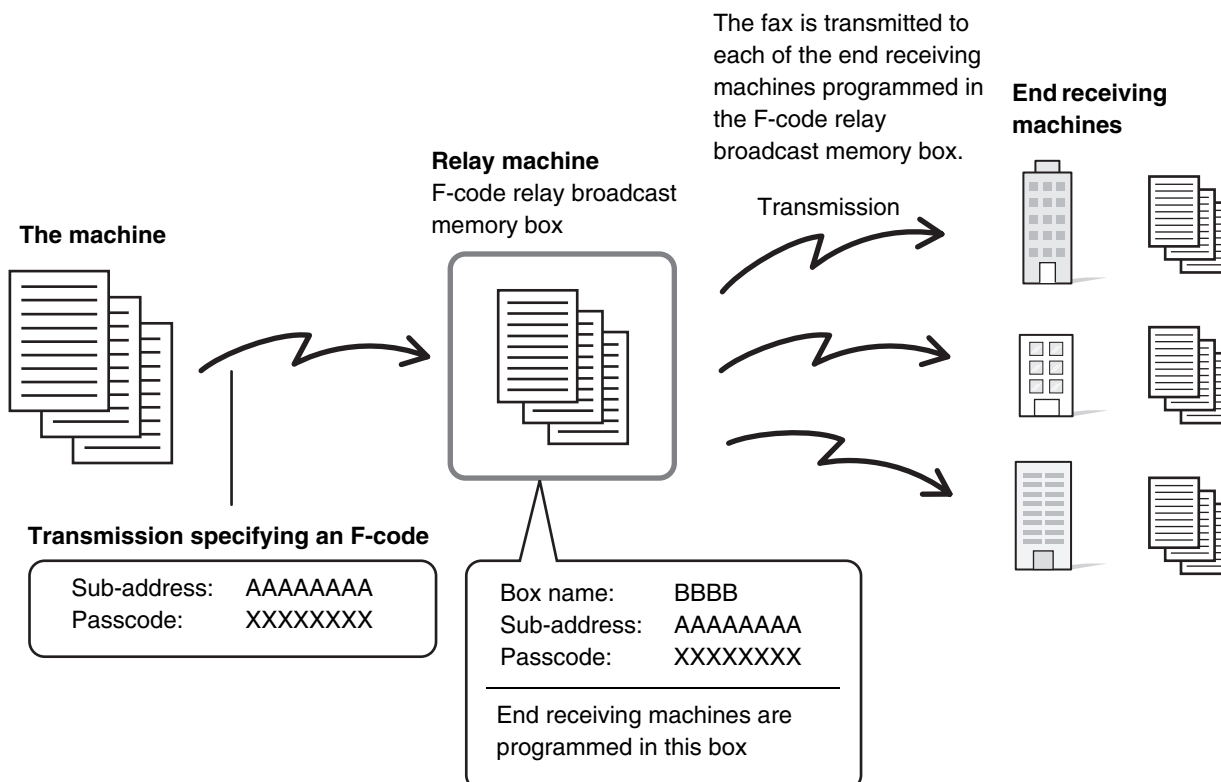 The fax is transmitted to
each of the end receiving
machines programmed in
the F-code relay
broadcast memory box.
End receiving
machines
Relay machine
F-code relay broadcast
memory box
Transmission
The machine
Transmission specifying an F-code
Sub-address: AAAAAAAA
Passcode: XXXXXXXX
Box name: BBBB
Sub-address: AAAAAAAA
Passcode: XXXXXXXX
End receiving machines are
programmed in this box